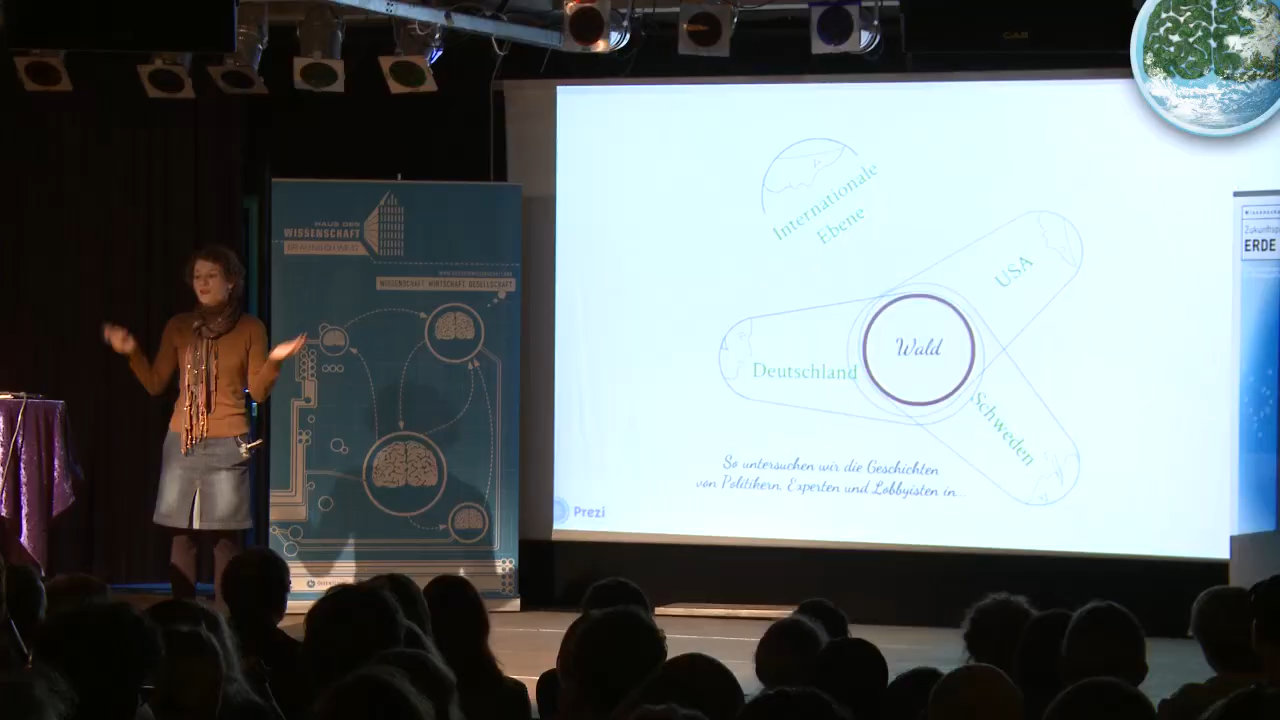 HAUS DER
WISSENSCHAFT
BRAUNSCHWEIG
WISSENSCHAFT WIRTSCHAFT GESELLSCHAFT
Internationale
Ebene
USA
Wald
Deutschland
Schweden
So untersuchen wir die Geschichten
von Politikern, Experten und Lobbyisten in...
Prezi
ERDE